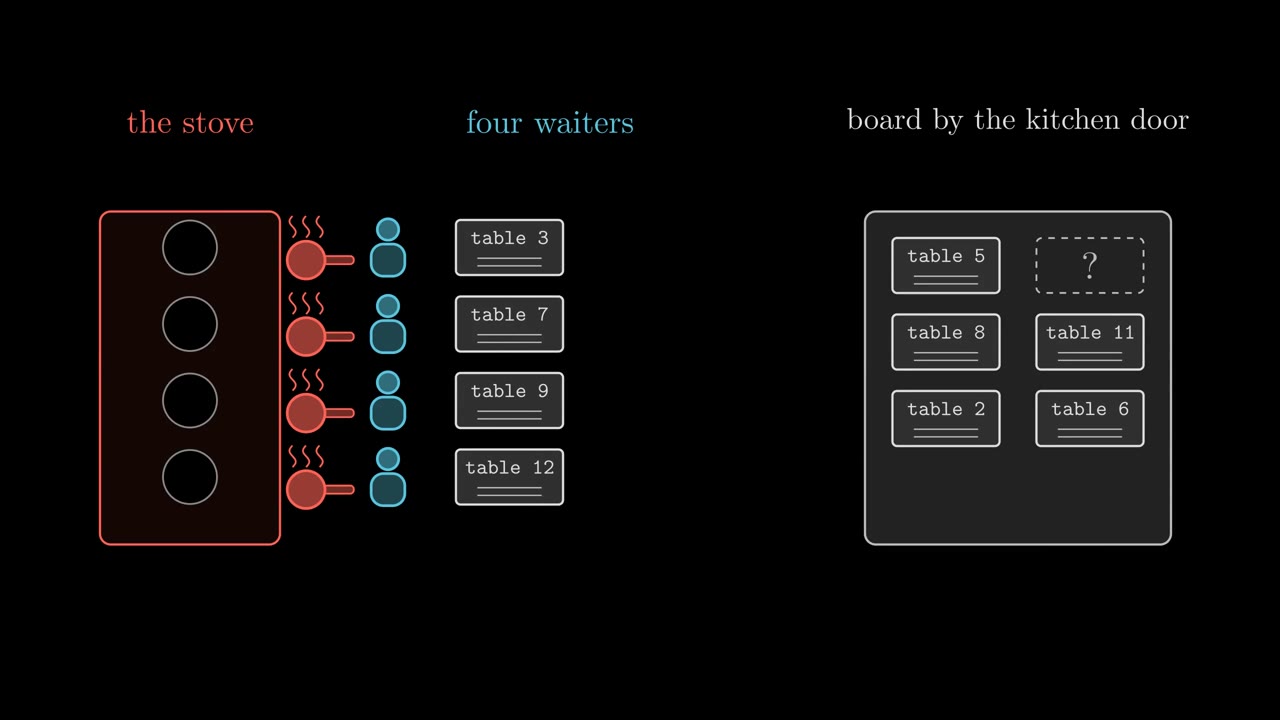 the stove
four waiters
board by the kitchen door
table 3
table 7
table 9
table 12
table 5
?
table 8
table 11
table 2
table 6